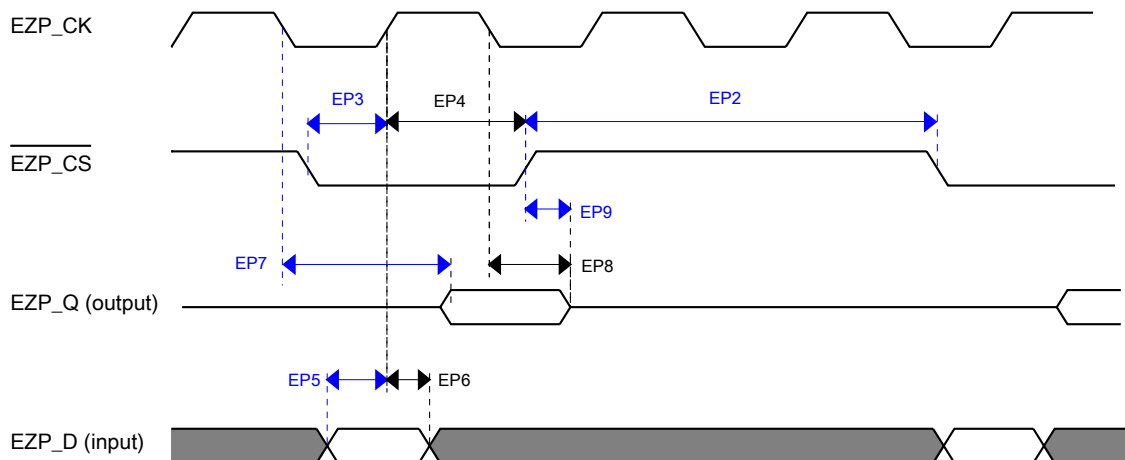 EZP_CK
EP3
EP4
EP2
EZP_CS
EP9
EP7
EP8
EZP_Q (output)
EP5
EP6
EZP_D (input)